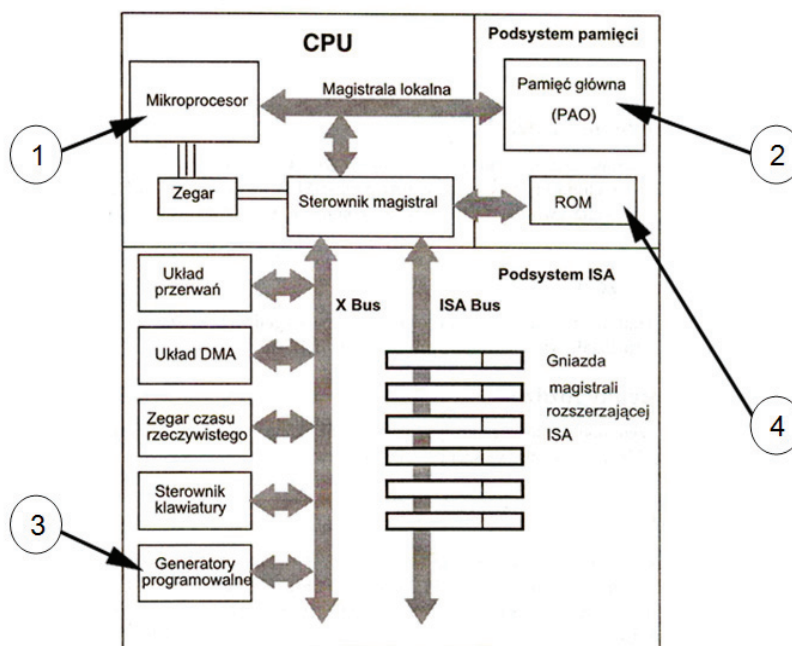 CPU
Podsystem pamięci
Mikroprocesor
Magistrala lokalna
Pamięć główna
(PAO)
1
2
Zegar
Sterownik magistral
ROM
Układ
przerwań
X Bus
ISA Bus
Podsystem ISA
Układ DMA
Gniazda
magistrali
rozszerzającej
ISA
4
Zegar czasu
rzeczywistego
Sterownik
klawiatury
3
Generatory
programowalne